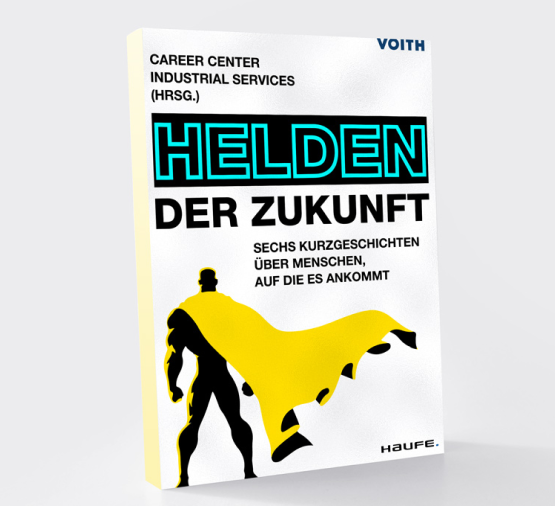 VOITH
CAREER CENTER
INDUSTRIAL SERVICES
(HRSG.)
HELDEN
DER ZUKUNFT
SECHS KURZGESCHICHTEN
ÜBER MENSCHEN,
AUF DIE ES ANKOMMT
HAUFE.